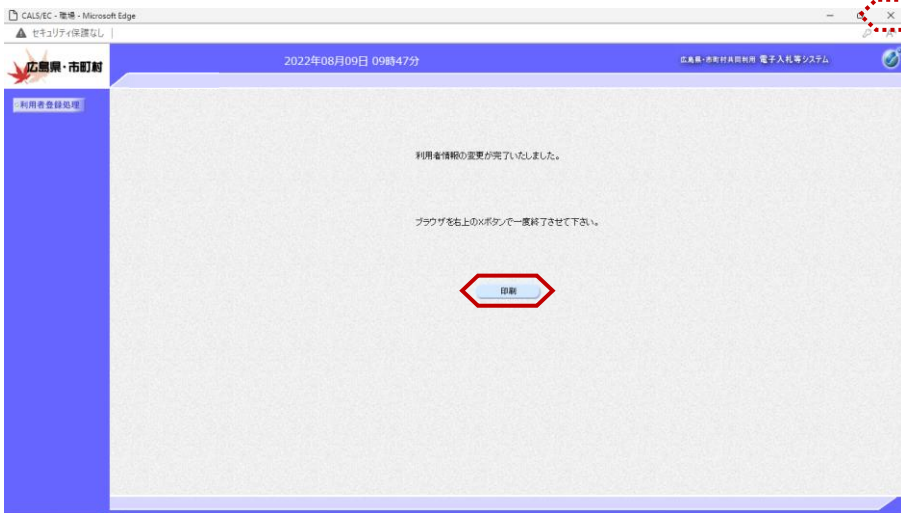 CALS/EC - 職場 - Microsoft Edge
セキュリティ保護なし
広島県・市町村
2022年08月09日 09時47分
広島県・市町村共同利用 電子入札等システム
利用者登録処理
利用者情報の変更が完了いたしました。
ブラウザを右上の×ボタンで一度終了させて下さい。
印刷